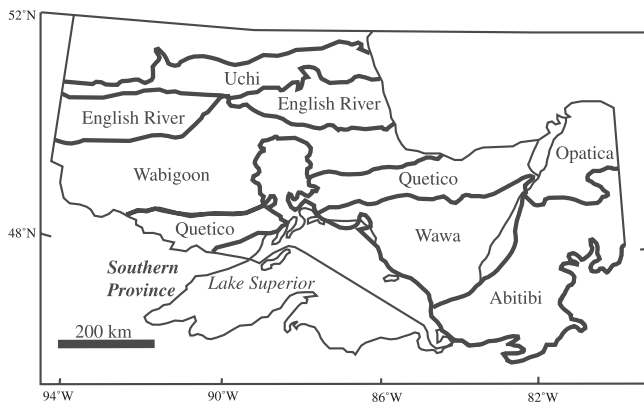 52°N
Uchi
English River
English River
Opatica
Wabigoon
Quetico
Quetico
48°N
Wawa
Southern
Province
Lake Superior
Abitibi
200 km
94°W
90°W
86°W
82°W